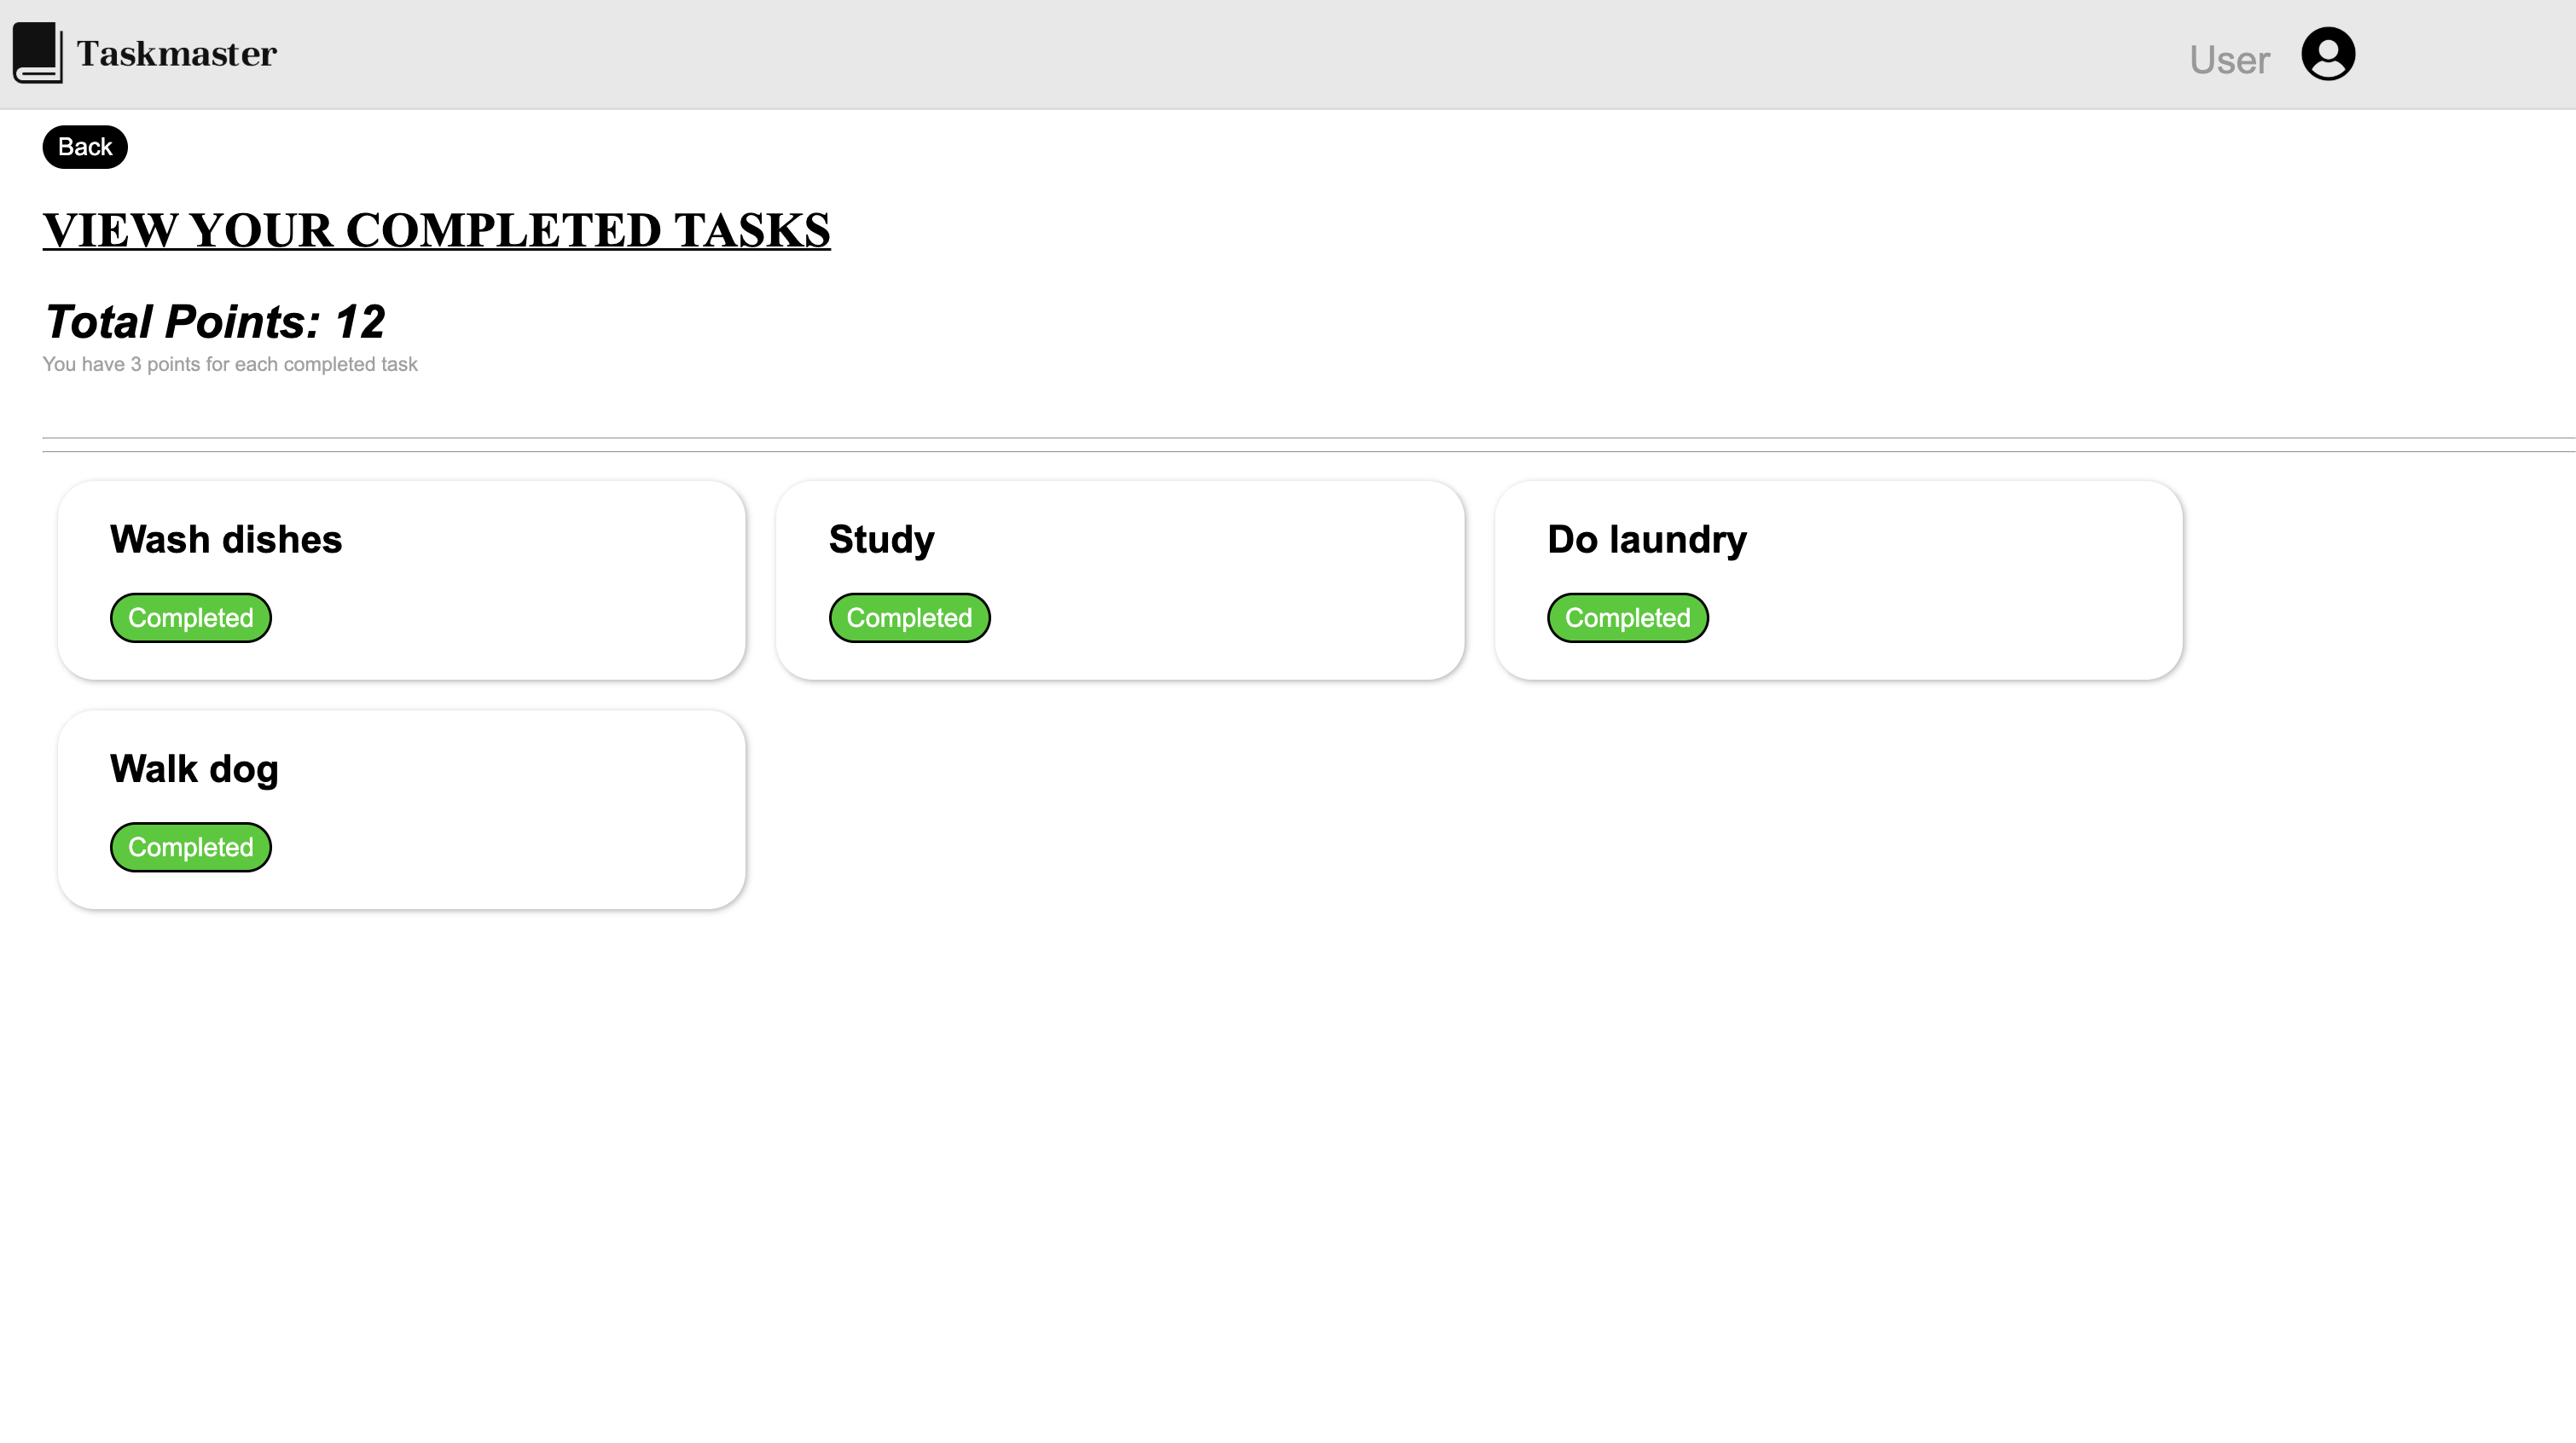 Taskmaster
User
Back
VIEW YOUR COMPLETED TASKS
Total Points: 12
You have 3 points for each completed task
Wash dishes
Completed
Study
Completed
Do laundry
Completed
Walk dog
Completed